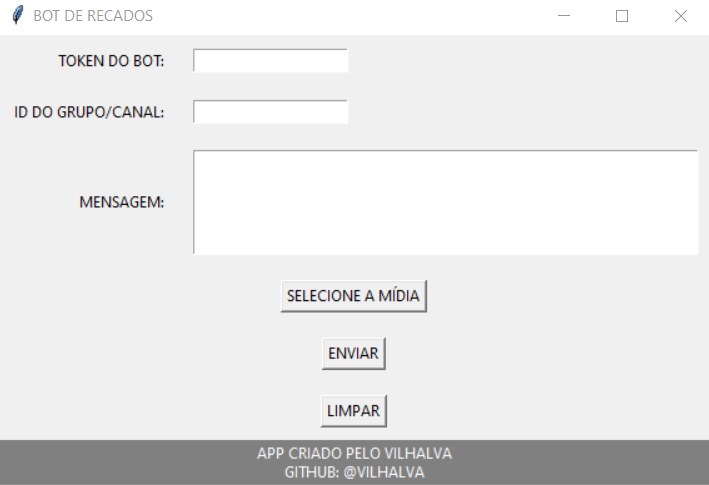 BOT DE RECADOS
TOKEN DO BOT:
ID DO GRUPO/CANAL:
MENSAGEM:
SELECIONE A MÍDIA
ENVIAR
LIMPAR
APP CRIADO PELO VILHALVA
GITHUB: @VILHALVA